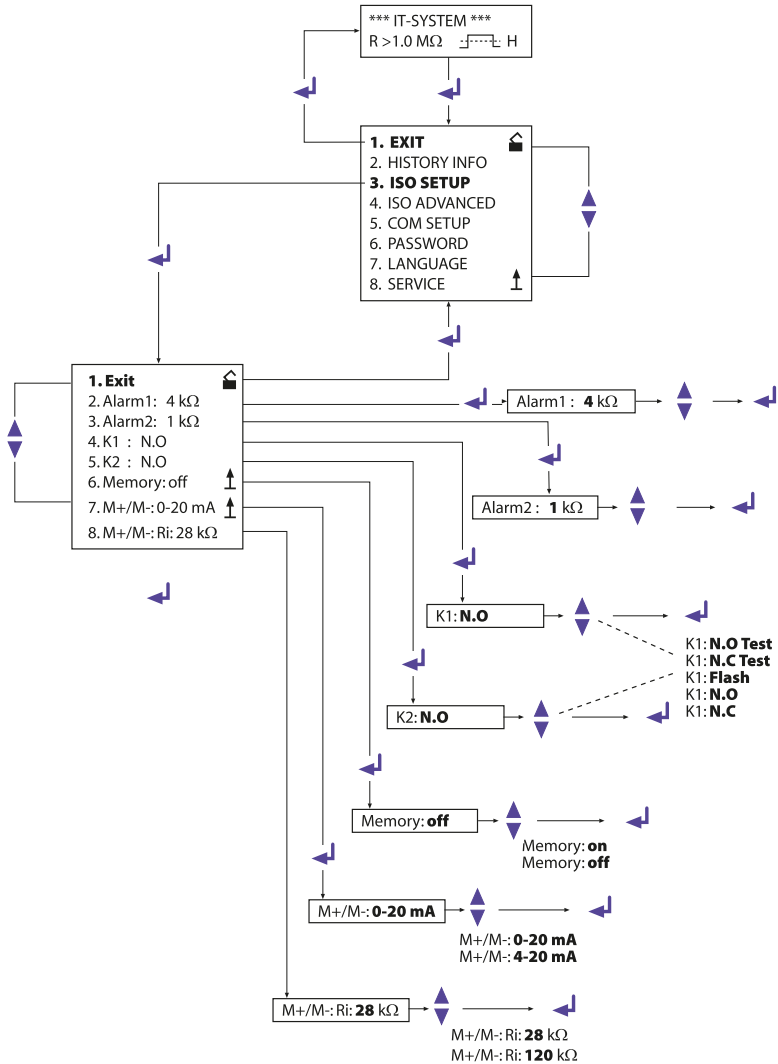 *** IT-SYSTEM ***
R >1.0 MΩ H
1. EXIT
2. HISTORY INFO
3. ISO SETUP
4. ISO ADVANCED
5. COM SETUP
6. PASSWORD
7. LANGUAGE
8. SERVICE
1. Exit
2. Alarm1: 4 kΩ
3. Alarm2: 1 kΩ
4. K1 : N.O
5. K2 : N.O
6. Memory: off
7. M+/M-: 0-20 mA
8. M+/M-: Ri: 28 kΩ
Alarm1 : 4 kΩ
Alarm2 : 1 kΩ
K1: N.O
K1: N.O Test
K1: N.C Test
K1: Flash
K1: N.O
K1: N.C
K2: N.O
Memory: off
Memory: on
Memory: off
M+/M-: 0-20 mA
M+/M-: 0-20 mA
M+/M-: 4-20 mA
M+/M-: Ri: 28 kΩ
M+/M-: Ri: 28 kΩ
M+/M-: Ri: 120 kΩ